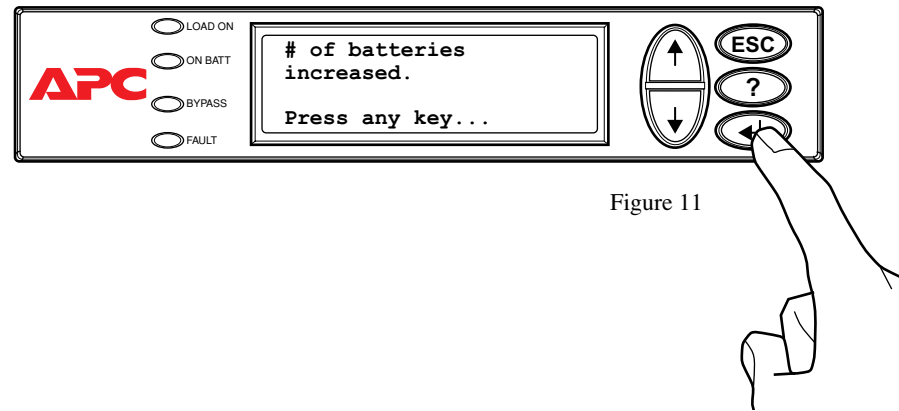 LOAD ON
ON BATT
BYPASS
FAULT
APC
# of batteries
increased.
Press any key...
ESC
?
Figure 11